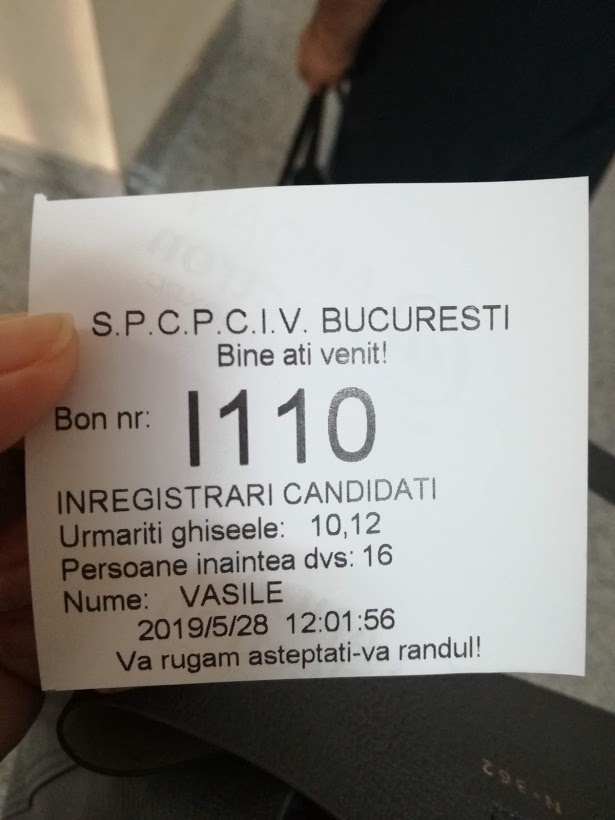 S.P.C.P.C.I.V. BUCURESTI
Bine ati venit!
Bon nr: I110
INREGISTRARI CANDIDATI
Urmariti ghiseele: 10,12
Persoane inaintea dvs: 16
Nume: VASILE
2019/5/28 12:01:56
Va rugam asteptati-va randul!
N°362